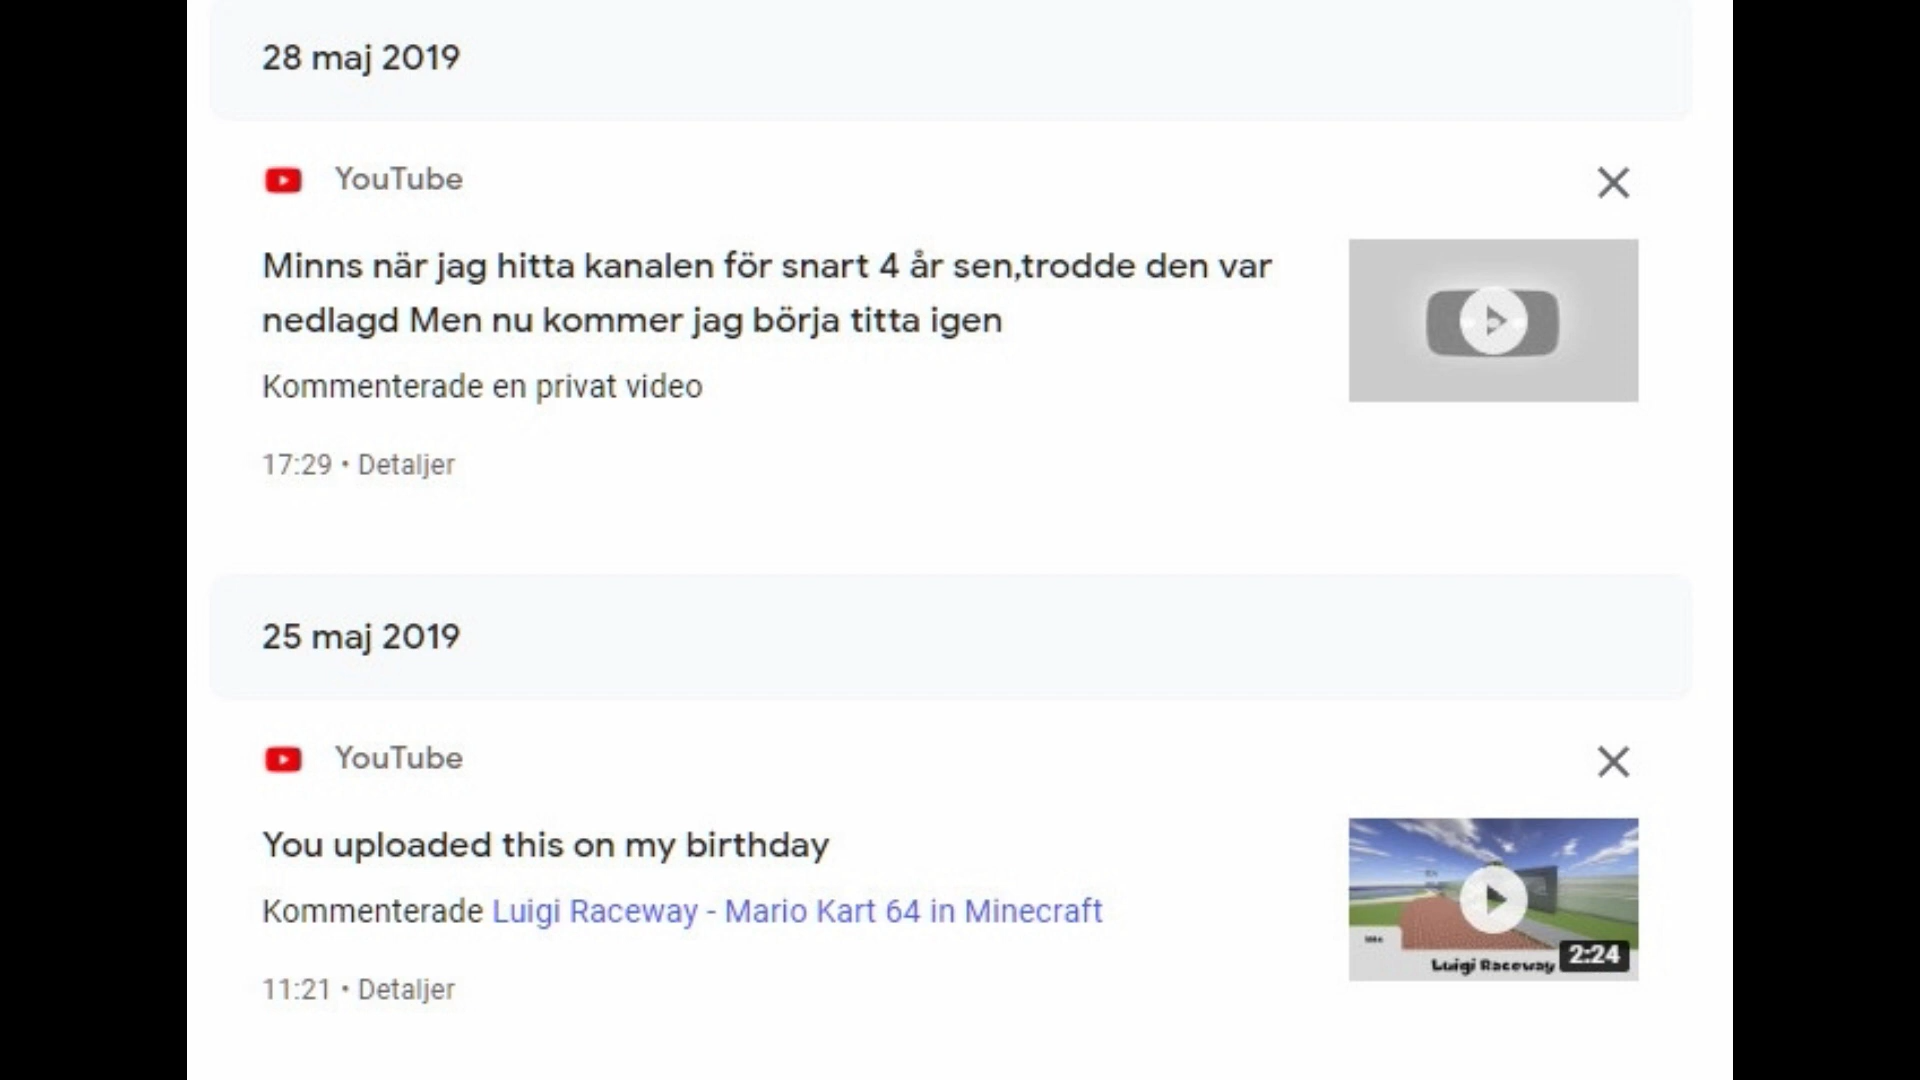 28 maj 2019
YouTube
Minns när jag hitta kanalen för snart 4 år sen,trodde den var
nedlagd Men nu kommer jag börja titta igen
Kommenterade en privat video
17:29 • Detaljer
25 maj 2019
YouTube
You uploaded this on my birthday
Kommenterade Luigi Raceway - Mario Kart 64 in Minecraft
11:21 • Detaljer
Luigi Raceway
2:24